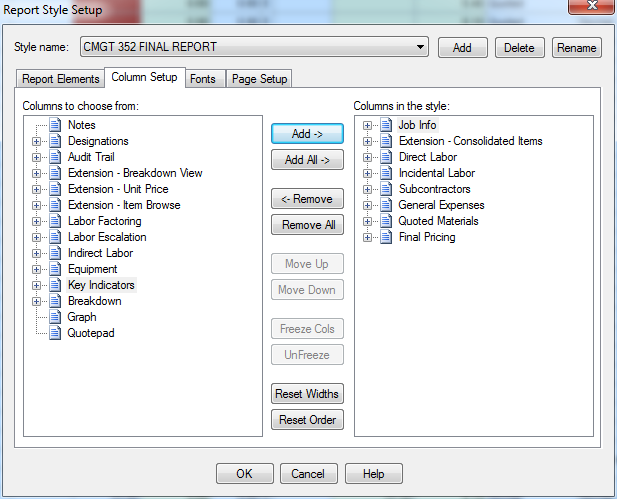 Report Style Setup
Style name: CMGT 352 FINAL REPORT Add Delete Rename
Report Elements Column Setup Fonts Page Setup
Columns to choose from:
Notes
Designations
Audit Trail
Extension - Breakdown View
Extension - Unit Price
Extension - Item Browse
Labor Factoring
Labor Escalation
Indirect Labor
Equipment
Key Indicators
Breakdown
Graph
Quotepad
Add ->
Add All ->
<- Remove
Remove All
Move Up
Move Down
Freeze Cols
UnFreeze
Reset Widths
Reset Order
Columns in the style:
Job Info
Extension - Consolidated Items
Direct Labor
Incidental Labor
Subcontractors
General Expenses
Quoted Materials
Final Pricing
OK Cancel Help